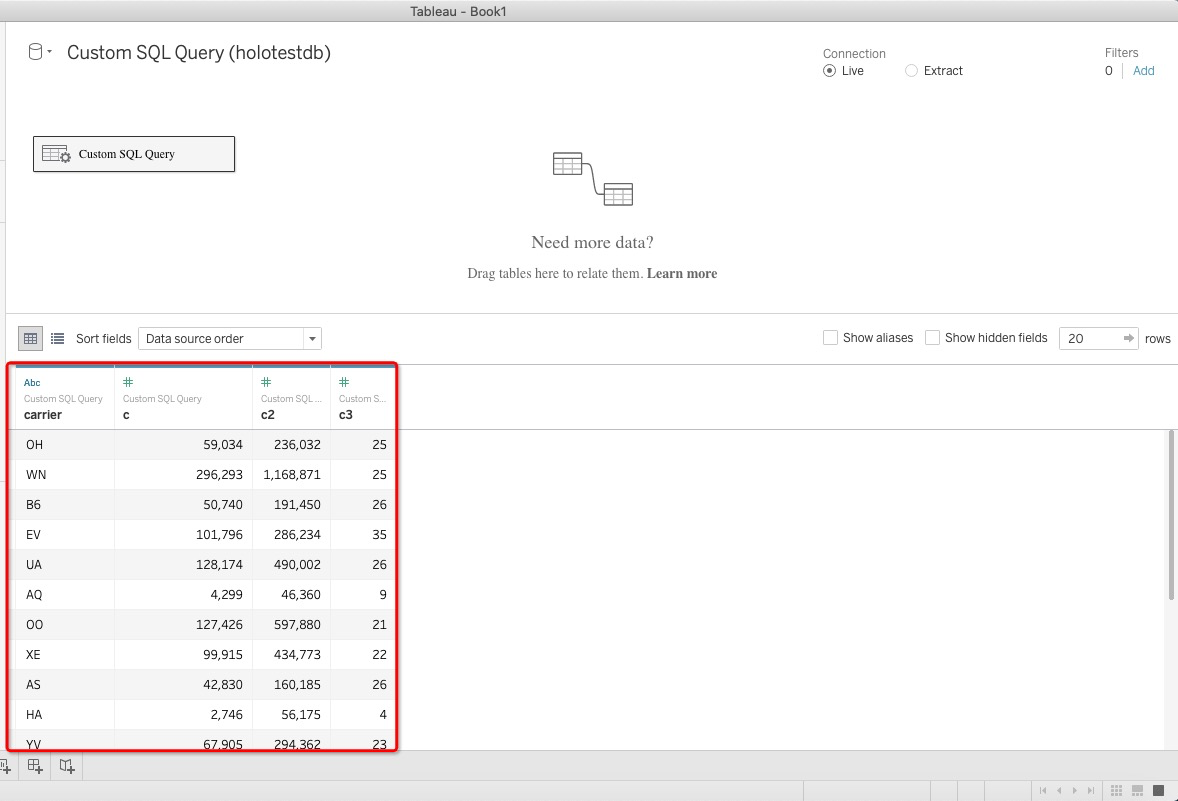 Tableau - Book1
Custom SQL Query (holotestdb)
Connection
Live Extract
Filters
0 Add
Custom SQL Query
Need more data?
Drag tables here to relate them. Learn more
Sort fields Data source order Show aliases Show hidden fields 20 rows
Abc # # #
Custom SQL Query Custom SQL Query Custom SQL ... Custom S...
carrier c c2 c3
OH 59,034 236,032 25
WN 296,293 1,168,871 25
B6 50,740 191,450 26
EV 101,796 286,234 35
UA 128,174 490,002 26
AQ 4,299 46,360 9
OO 127,426 597,880 21
XE 99,915 434,773 22
AS 42,830 160,185 26
HA 2,746 56,175 4
YV 67,905 294,362 23